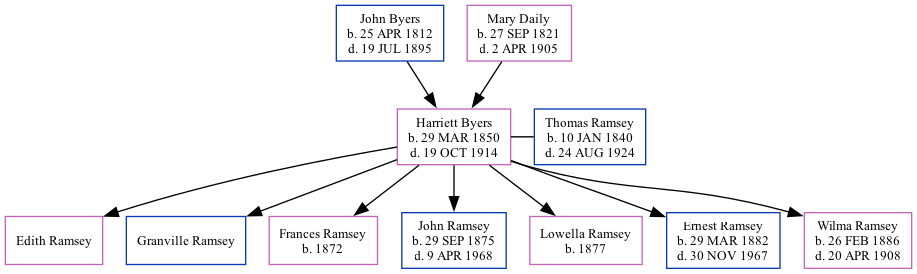 John Byers
b. 25 APR 1812
d. 19 JUL 1895
Mary Daily
b. 27 SEP 1821
d. 2 APR 1905
Harriett Byers
b. 29 MAR 1850
d. 19 OCT 1914
Thomas Ramsey
b. 10 JAN 1840
d. 24 AUG 1924
Edith Ramsey
Granville Ramsey
Frances Ramsey
b. 1872
John Ramsey
b. 29 SEP 1875
d. 9 APR 1968
Lowella Ramsey
b. 1877
Ernest Ramsey
b. 29 MAR 1882
d. 30 NOV 1967
Wilma Ramsey
b. 26 FEB 1886
d. 20 APR 1908